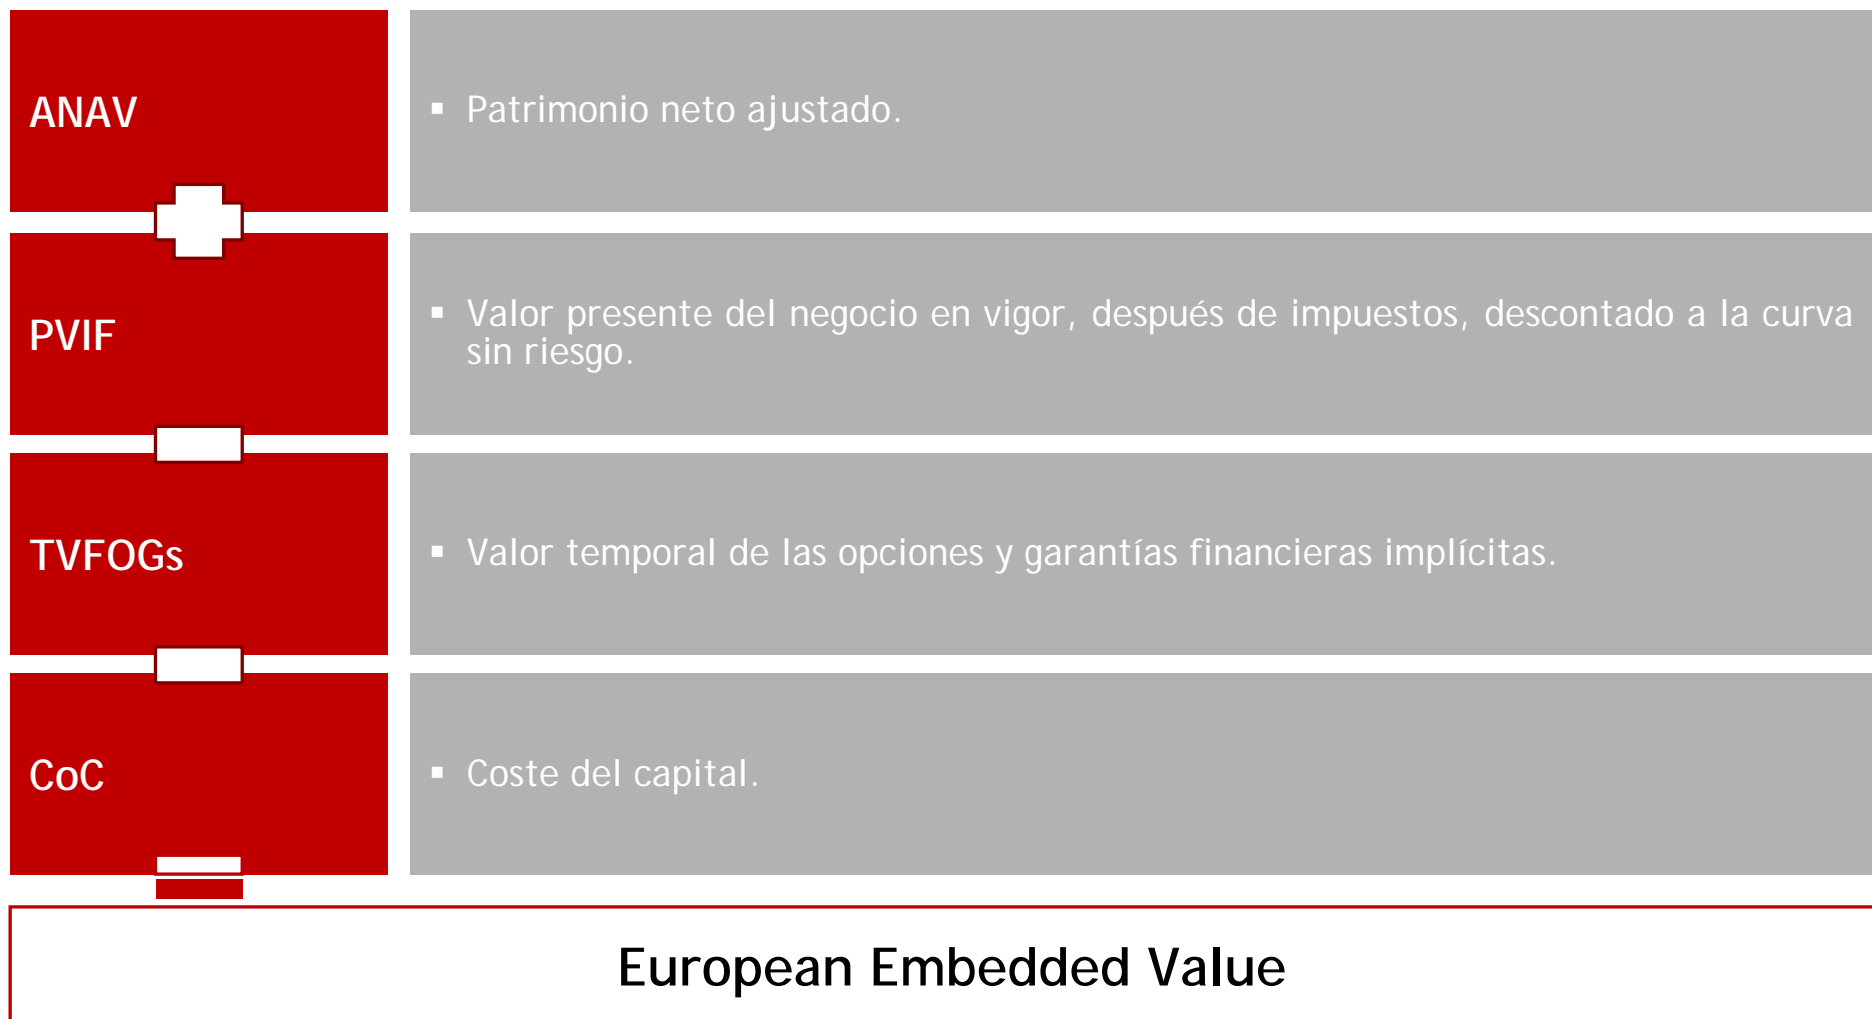 ANAV
▪ Patrimonio neto ajustado.
PVIF
▪ Valor presente del negocio en vigor, después de impuestos, descontado a la curva
sin riesgo.
TVFOGs
▪ Valor temporal de las opciones y garantías financieras implícitas.
CoC
▪ Coste del capital.
European Embedded Value